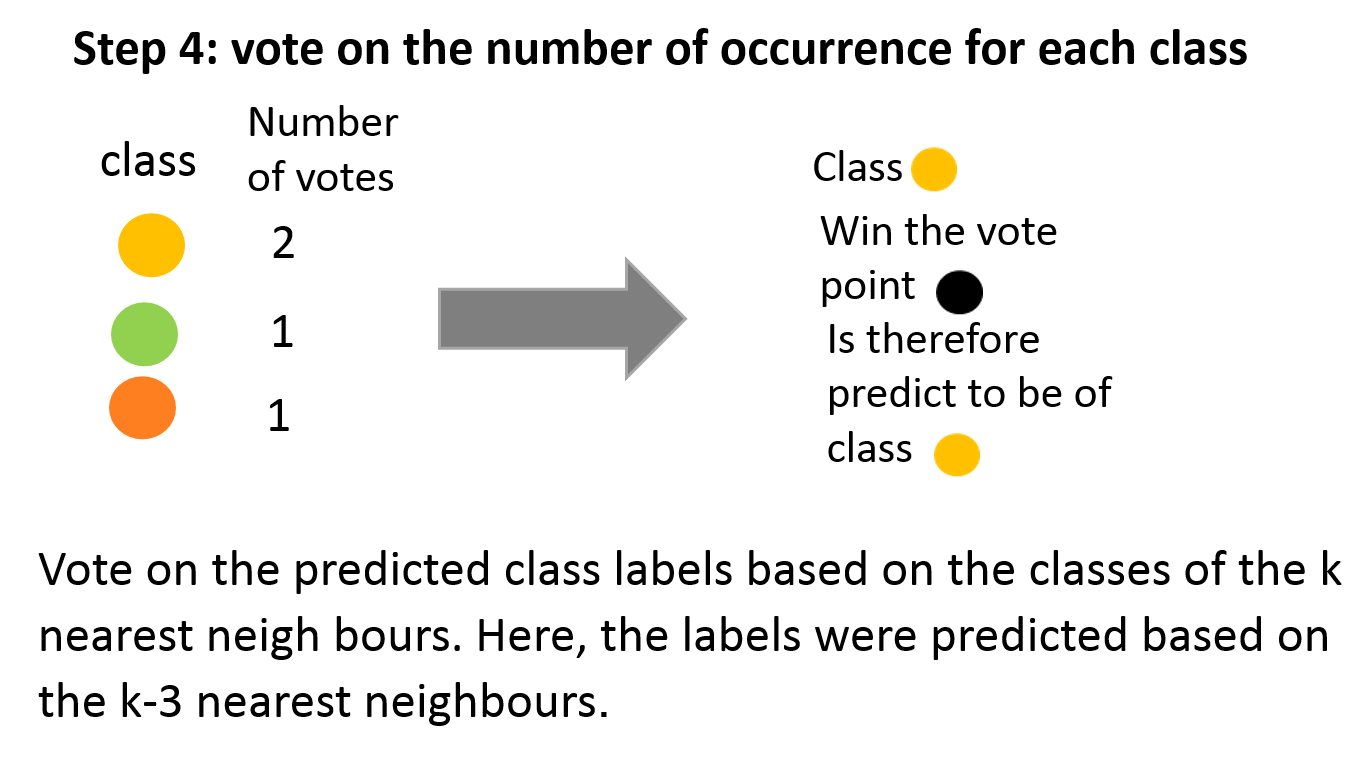 Step 4: vote on the number of occurrence for each class
class
Number
of votes
2
1
1
Class
Win the vote
point
Is therefore
predict to be of
class
Vote on the predicted class labels based on the classes of the k
nearest neigh bours. Here, the labels were predicted based on
the k-3 nearest neighbours.